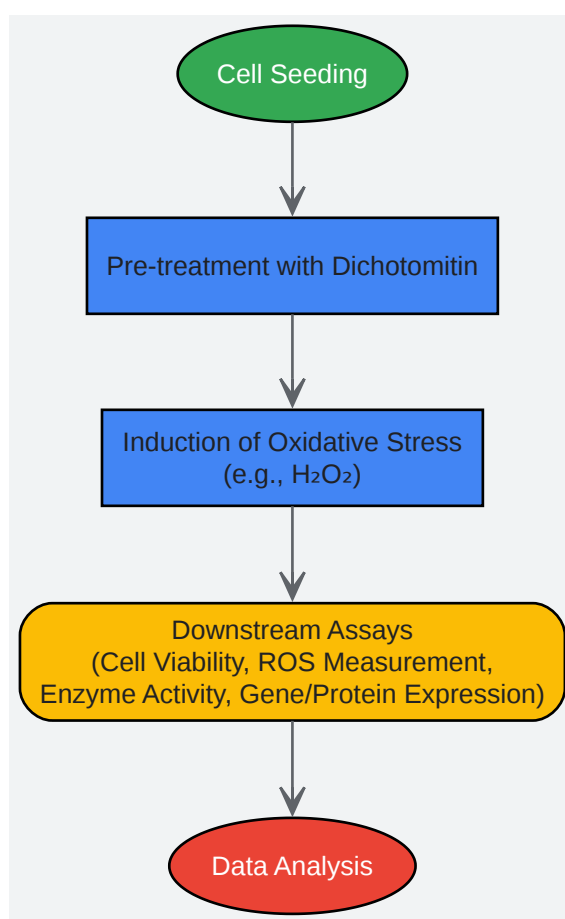 Cell Seeding
Pre-treatment with Dichotomitin
Induction of Oxidative Stress
(e.g., H₂O₂)
Downstream Assays
(Cell Viability, ROS Measurement,
Enzyme Activity, Gene/Protein Expression)
Data Analysis